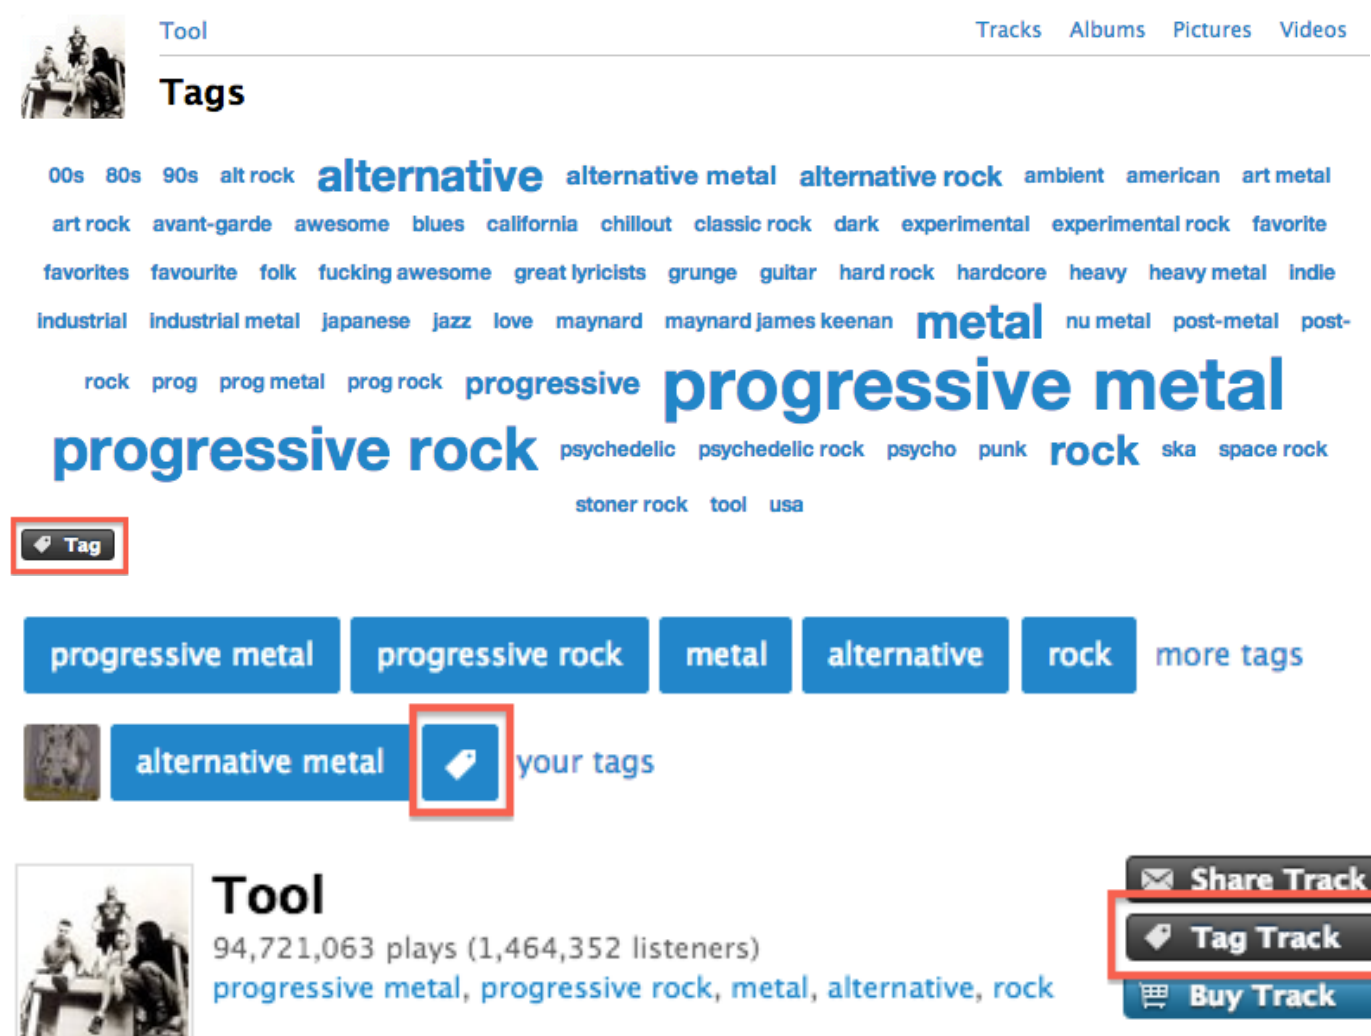 Tool Tracks Albums Pictures Videos
Tags
00s 80s 90s alt rock alternative alternative metal alternative rock ambient american art metal
art rock avant-garde awesome blues california chillout classic rock dark experimental experimental rock favorite
favorites favourite folk fucking awesome great lyricists grunge guitar hard rock hardcore heavy heavy metal indie
industrial industrial metal japanese jazz love maynard maynard james keenan metal nu metal post-metal post-
rock prog prog metal prog rock progressive progressive metal
progressive rock psychedelic psychedelic rock psycho punk rock ska space rock
stoner rock tool usa
Tag
progressive metal progressive rock metal alternative rock more tags
alternative metal your tags
Tool
94,721,063 plays (1,464,352 listeners)
progressive metal, progressive rock, metal, alternative, rock
Share Track
Tag Track
Buy Track